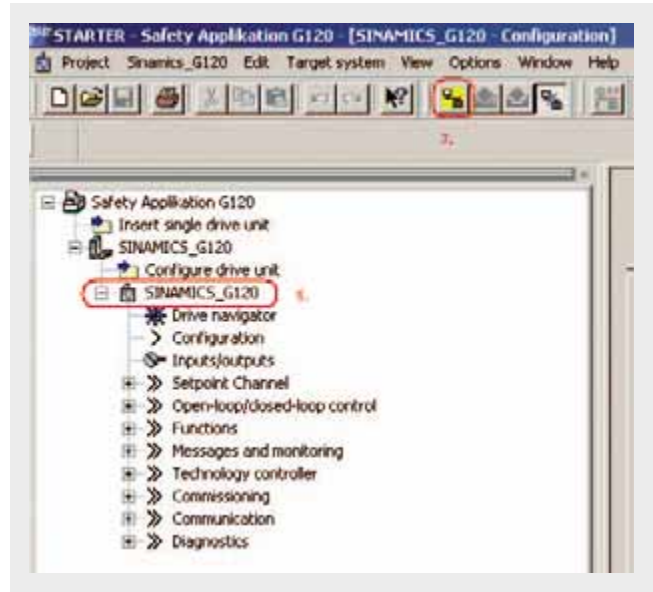 STARTER - Safety Applikation G120 - [SINAMICS_G120 - Configuration]
Project Sinamics_G120 Edit Target system View Options Window Help
Safety Applikation G120
Insert single drive unit
SINAMICS_G120
Configure drive unit
SINAMICS_G120
Drive navigator
Configuration
Inputs/outputs
Setpoint Channel
Open-loop/closed-loop control
Functions
Messages and monitoring
Technology controller
Commissioning
Communication
Diagnostics